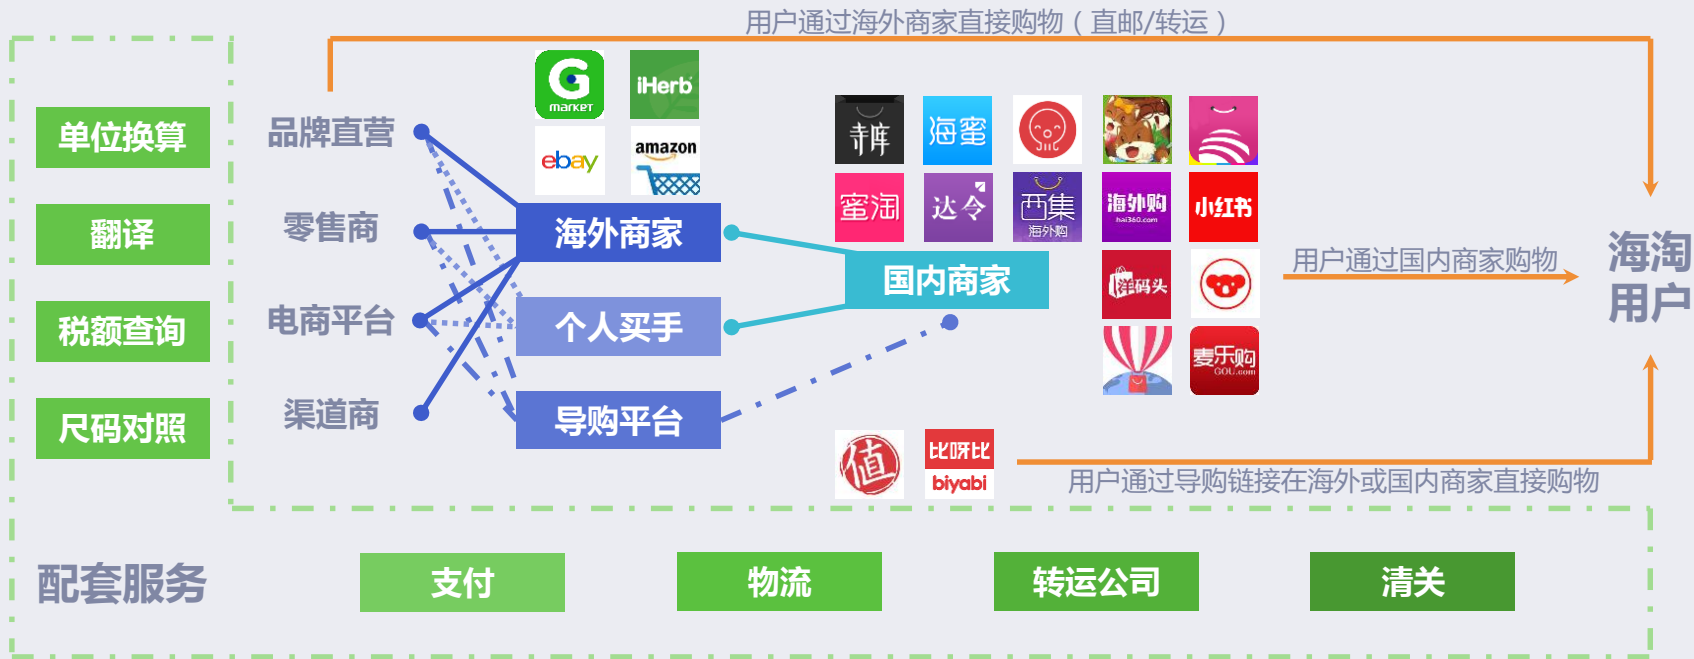 用户通过海外商家直接购物（直邮/转运）
单位换算
翻译
税额查询
尺码对照
品牌直营
零售商
电商平台
渠道商
G
marKET
iHerb
ebay
amazon
海外商家
个人买手
导购平台
国内商家
寺库
海蜜
蜜淘
达令
西集
海外购
海外购
hai360.com
小红书
洋码头
麦乐购
GOU.com
用户通过国内商家购物
海淘
用户
值
比呀比
biyabi
用户通过导购链接在海外或国内商家直接购物
配套服务
支付
物流
转运公司
清关